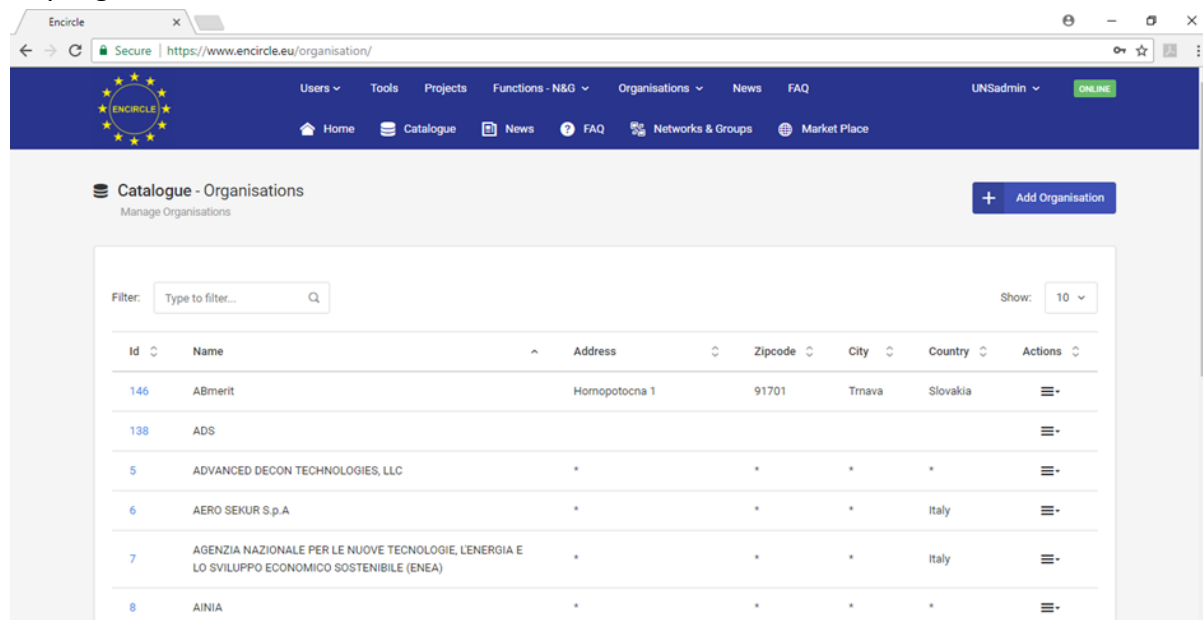 Encircle
Secure | https://www.encircle.eu/organisation/
ENCIRCLE
Users Tools Projects Functions - N&G Organisations News FAQ UNSadmin ONLINE
Home Catalogue News FAQ Networks & Groups Market Place
Catalogue - Organisations
Manage Organisations
+ Add Organisation
Filter: Type to filter... Show: 10
Id Name Address Zipcode City Country Actions
146 ABmerit Hornopotocna 1 91701 Trnava Slovakia
138 ADS
5 ADVANCED DECON TECHNOLOGIES, LLC * * * *
6 AERO SEKUR S.p.A * * * Italy
AGENZIA NAZIONALE PER LE NUOVE TECNOLOGIE, L'ENERGIA E
7 LO SVILUPPO ECONOMICO SOSTENIBILE (ENEA) * * * Italy
8 AINIA * * * *